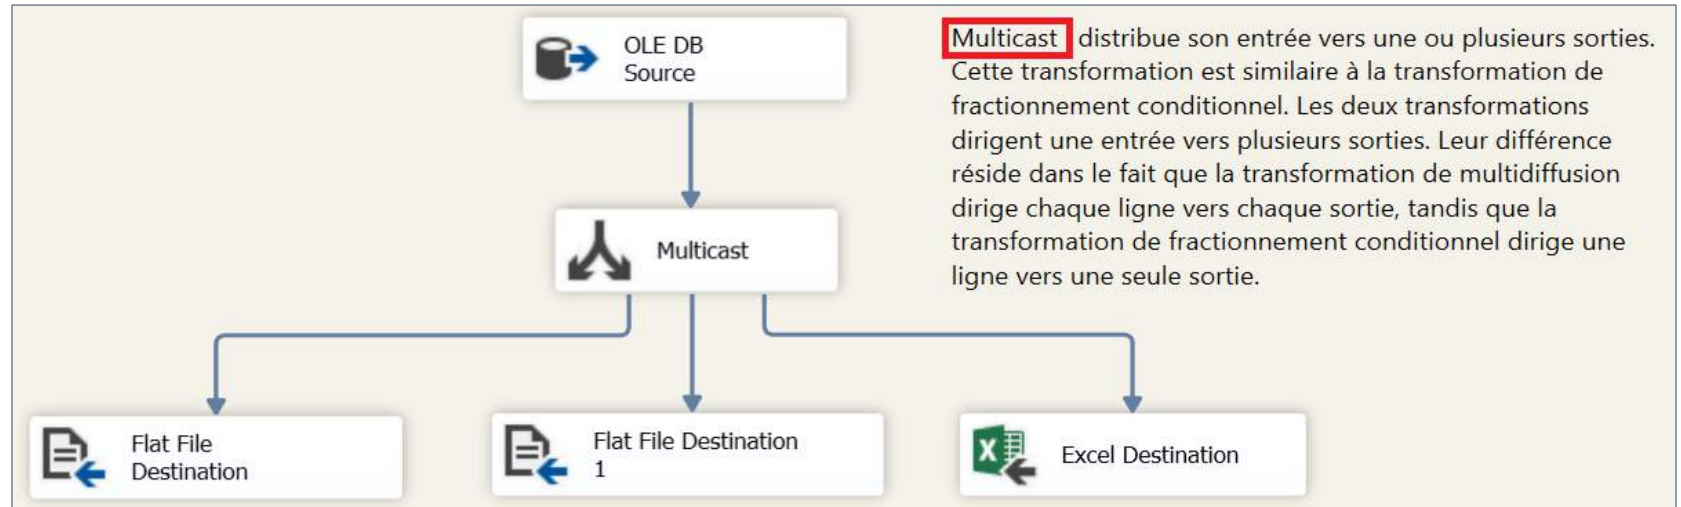 OLE DB
Source
Multicast distribue son entrée vers une ou plusieurs sorties.
Cette transformation est similaire à la transformation de
fractionnement conditionnel. Les deux transformations
dirigent une entrée vers plusieurs sorties. Leur différence
réside dans le fait que la transformation de multidiffusion
dirige chaque ligne vers chaque sortie, tandis que la
transformation de fractionnement conditionnel dirige une
ligne vers une seule sortie.
Multicast
Flat File
Destination
Flat File Destination
1
Excel Destination